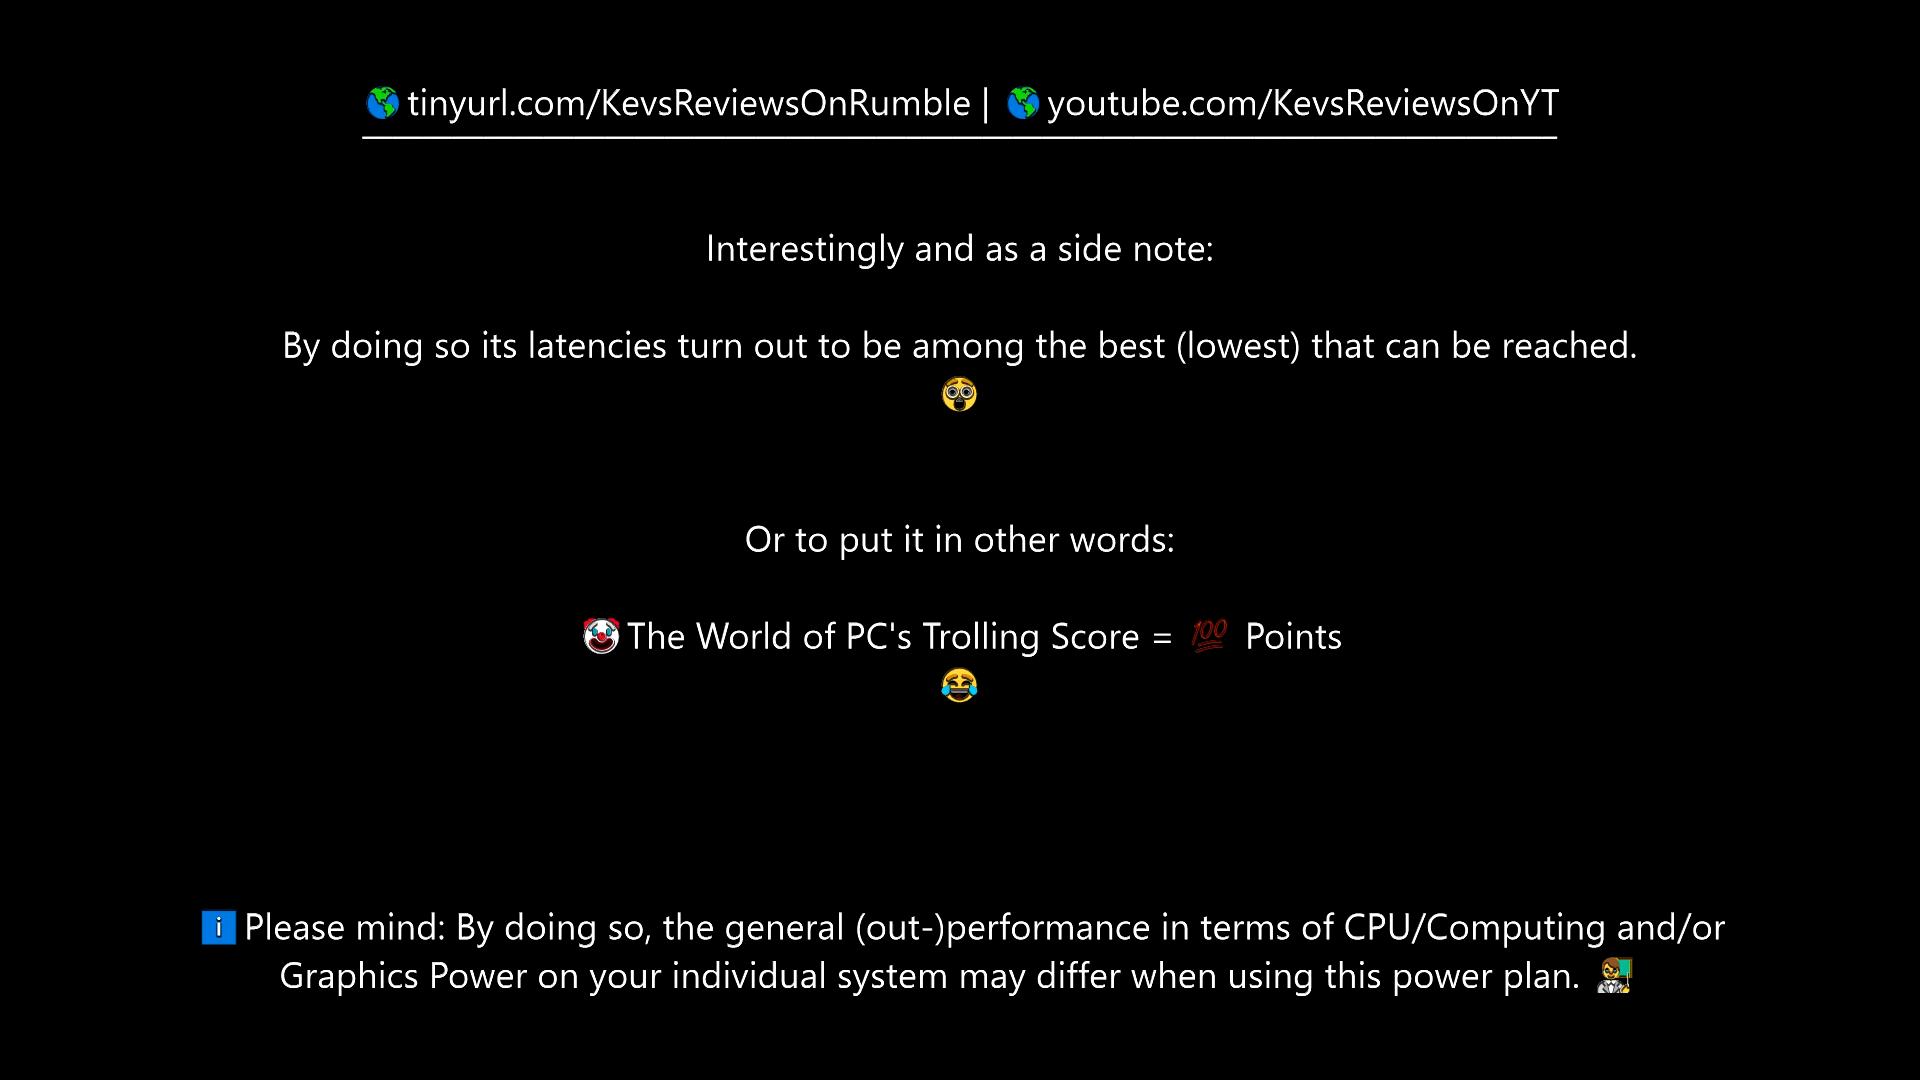 🌎 tinyurl.com/KevsReviewsOnRumble | 🌎 youtube.com/KevsReviewsOnYT
Interestingly and as a side note:
By doing so its latencies turn out to be among the best (lowest) that can be reached.
😨
Or to put it in other words:
🤡 The World of PC's Trolling Score = 💯 Points
😂
ℹ️ Please mind: By doing so, the general (out-)performance in terms of CPU/Computing and/or
Graphics Power on your individual system may differ when using this power plan. 👨‍🏫